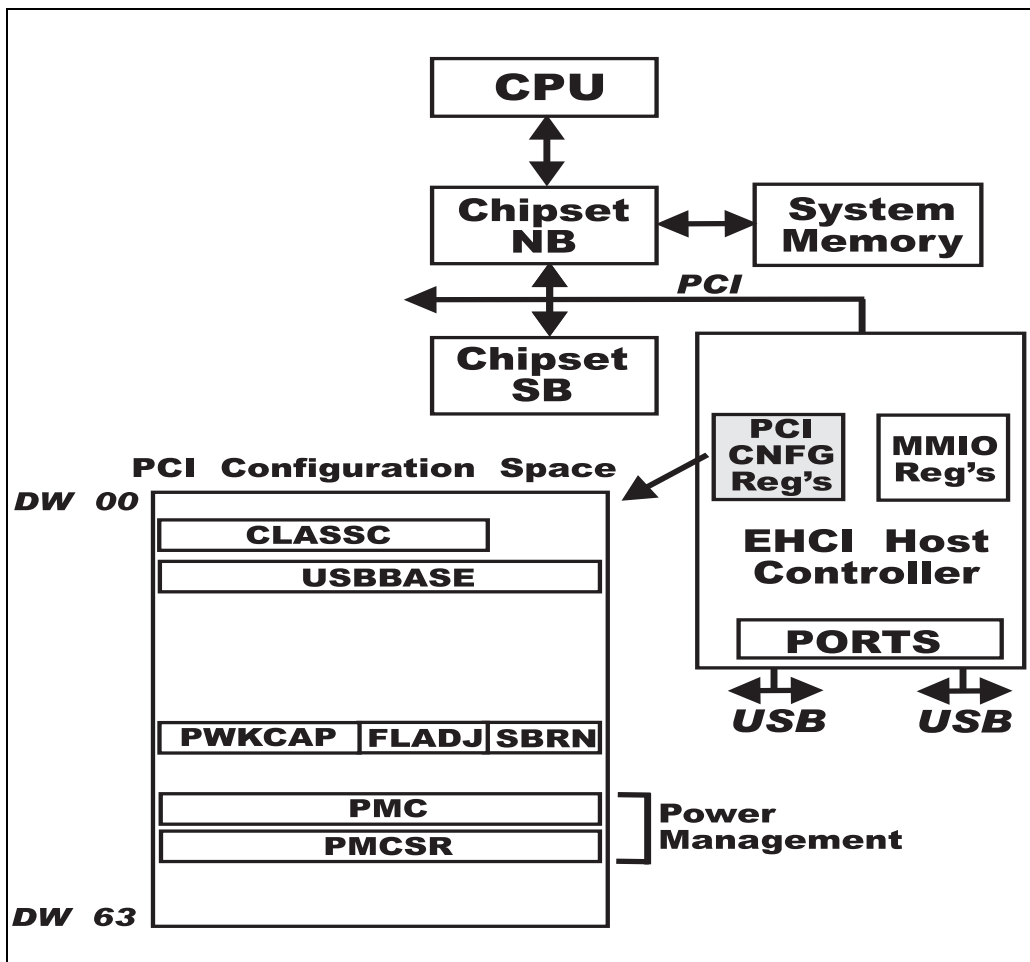 CPU
Chipset
NB
System
Memory
PCI
Chipset
SB
PCI
CNFG
Reg's
MMIO
Reg's
EHCI Host
Controller
PORTS
USB
USB
PCI Configuration Space
DW 00
CLASSC
USBBASE
PWKCAP
FLADJ
SBRN
PMC
PMCSR
Power
Management
DW 63